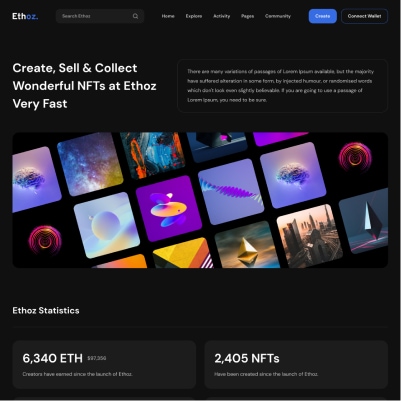 Ethoz.
Search Ethoz
Home
Explore
Activity
Pages
Community
Create
Connect Wallet
Create, Sell & Collect
Wonderful NFTs at Ethoz
Very Fast
There are many variations of passages of Lorem Ipsum available, but the majority
have suffered alteration in some form, by injected humour, or randomised words
which don't look even slightly believable. If you are going to use a passage of
Lorem Ipsum, you need to be sure.
Ethoz Statistics
6,340 ETH $97,356
Creators have earned since the launch of Ethoz.
2,405 NFTs
Have been created since the launch of Ethoz.